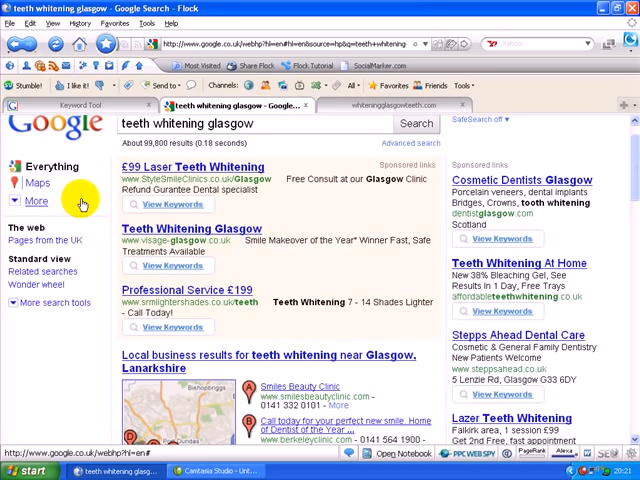 teeth whitening glasgow - Google Search - Flock
File Edit View History Favorites Tools Help
http://www.google.co.uk/webhp?hl=en#hl=en&source=hp&q=teeth+whitening
Yahoo
Most Visited Share Flock Flock Tutorial SocialMarker.com
Stumble! I like it! Send to Channels: All Favorites Friends Tools
Keyword Tool
teeth whitening glasgow - Google...
whiteningglasgowteeth.com
Google
teeth whitening glasgow
Search
SafeSearch off
About 99,800 results (0.18 seconds)
Advanced search
Everything
Maps
More
The web
Pages from the UK
Standard view
Related searches
Wonder wheel
More search tools
Sponsored links
£99 Laser Teeth Whitening
www.StyleSmileClinics.co.uk/Glasgow Free Consult at our Glasgow Clinic
Refund Gurantee Dental specialist
View Keywords
Teeth Whitening Glasgow
www.visage-glasgow.co.uk Smile Makeover of the Year* Winner Fast, Safe
Treatments Available
View Keywords
Professional Service £199
www.srmlightershades.co.uk/teeth Teeth Whitening 7 - 14 Shades Lighter
- Call Today!
View Keywords
Local business results for teeth whitening near Glasgow,
Lanarkshire
Bishopbriggs
Port Dundas
A
Smiles Beauty Clinic
www.smilesbeautyclinic.com/
- 0141 332 0101 - More
B
Call today for your perfect new smile. Home
of Dentist of the Year ...
www.berkeleyclinic.com - 0141 564 1900 -
Sponsored links
Cosmetic Dentists Glasgow
Porcelain veneers, dental implants
Bridges, Crowns, tooth whitening
dentistglasgow.com
Scotland
View Keywords
Teeth Whitening At Home
New 38% Bleaching Gel, See
Results In 1 Day, Free Trays
affordableteethwhitening.co.uk
View Keywords
Stepps Ahead Dental Care
Cosmetic & General Family Dentistry
New Patients Welcome
www.steppsahead.co.uk
5 Lenzie Rd, Glasgow G33 6DY
View Keywords
Lazer Teeth Whitening
Falkirk area, 1 session £99
Get 2nd Free, fast appointment
http://www.google.co.uk/webhp?hl=en#
Open Notebook
PPC WEB SPY
PageRank
Alexa
SEO
start
teeth whitening glasg...
Camtasia Studio - Unt...
20:21